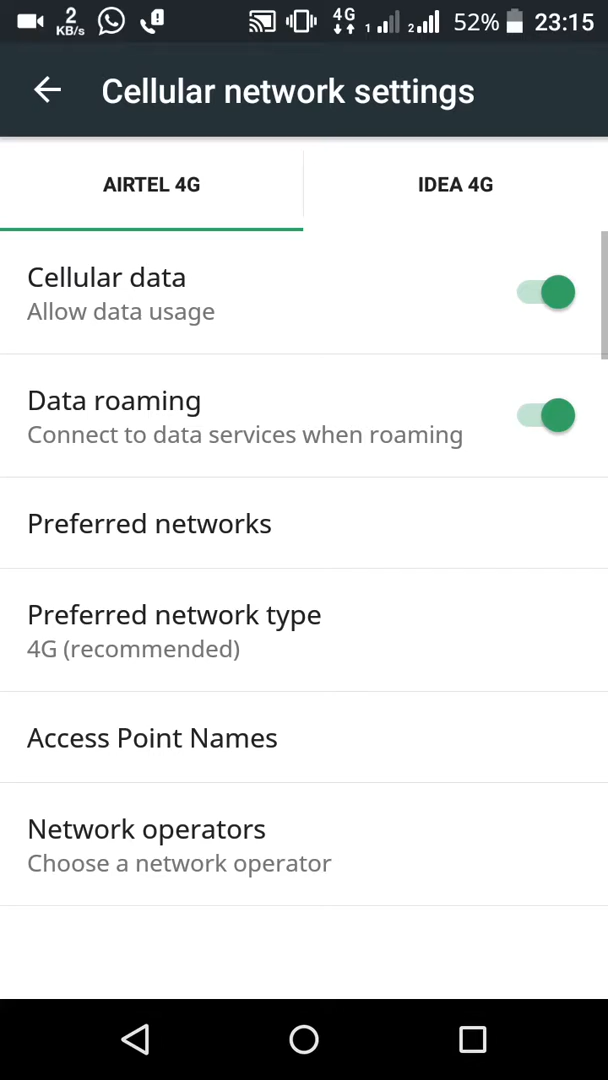 2 KB/s 4G 1 2 52% 23:15
Cellular network settings
AIRTEL 4G IDEA 4G
Cellular data
Allow data usage
Data roaming
Connect to data services when roaming
Preferred networks
Preferred network type
4G (recommended)
Access Point Names
Network operators
Choose a network operator